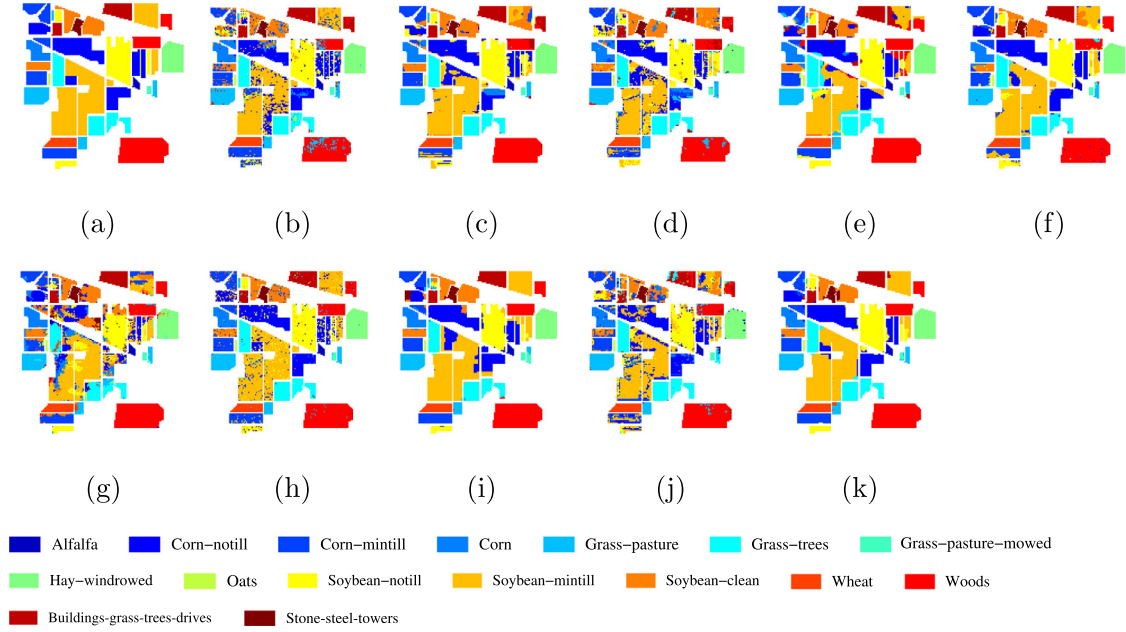 (a) (b) (c) (d) (e) (f)
(g) (h) (i) (j) (k)
Alfalfa Corn−notill Corn−mintill Corn Grass−pasture Grass−trees Grass−pasture−mowed
Hay−windrowed Oats Soybean−notill Soybean−mintill Soybean−clean Wheat Woods
Buildings-grass-trees-drives Stone-steel-towers